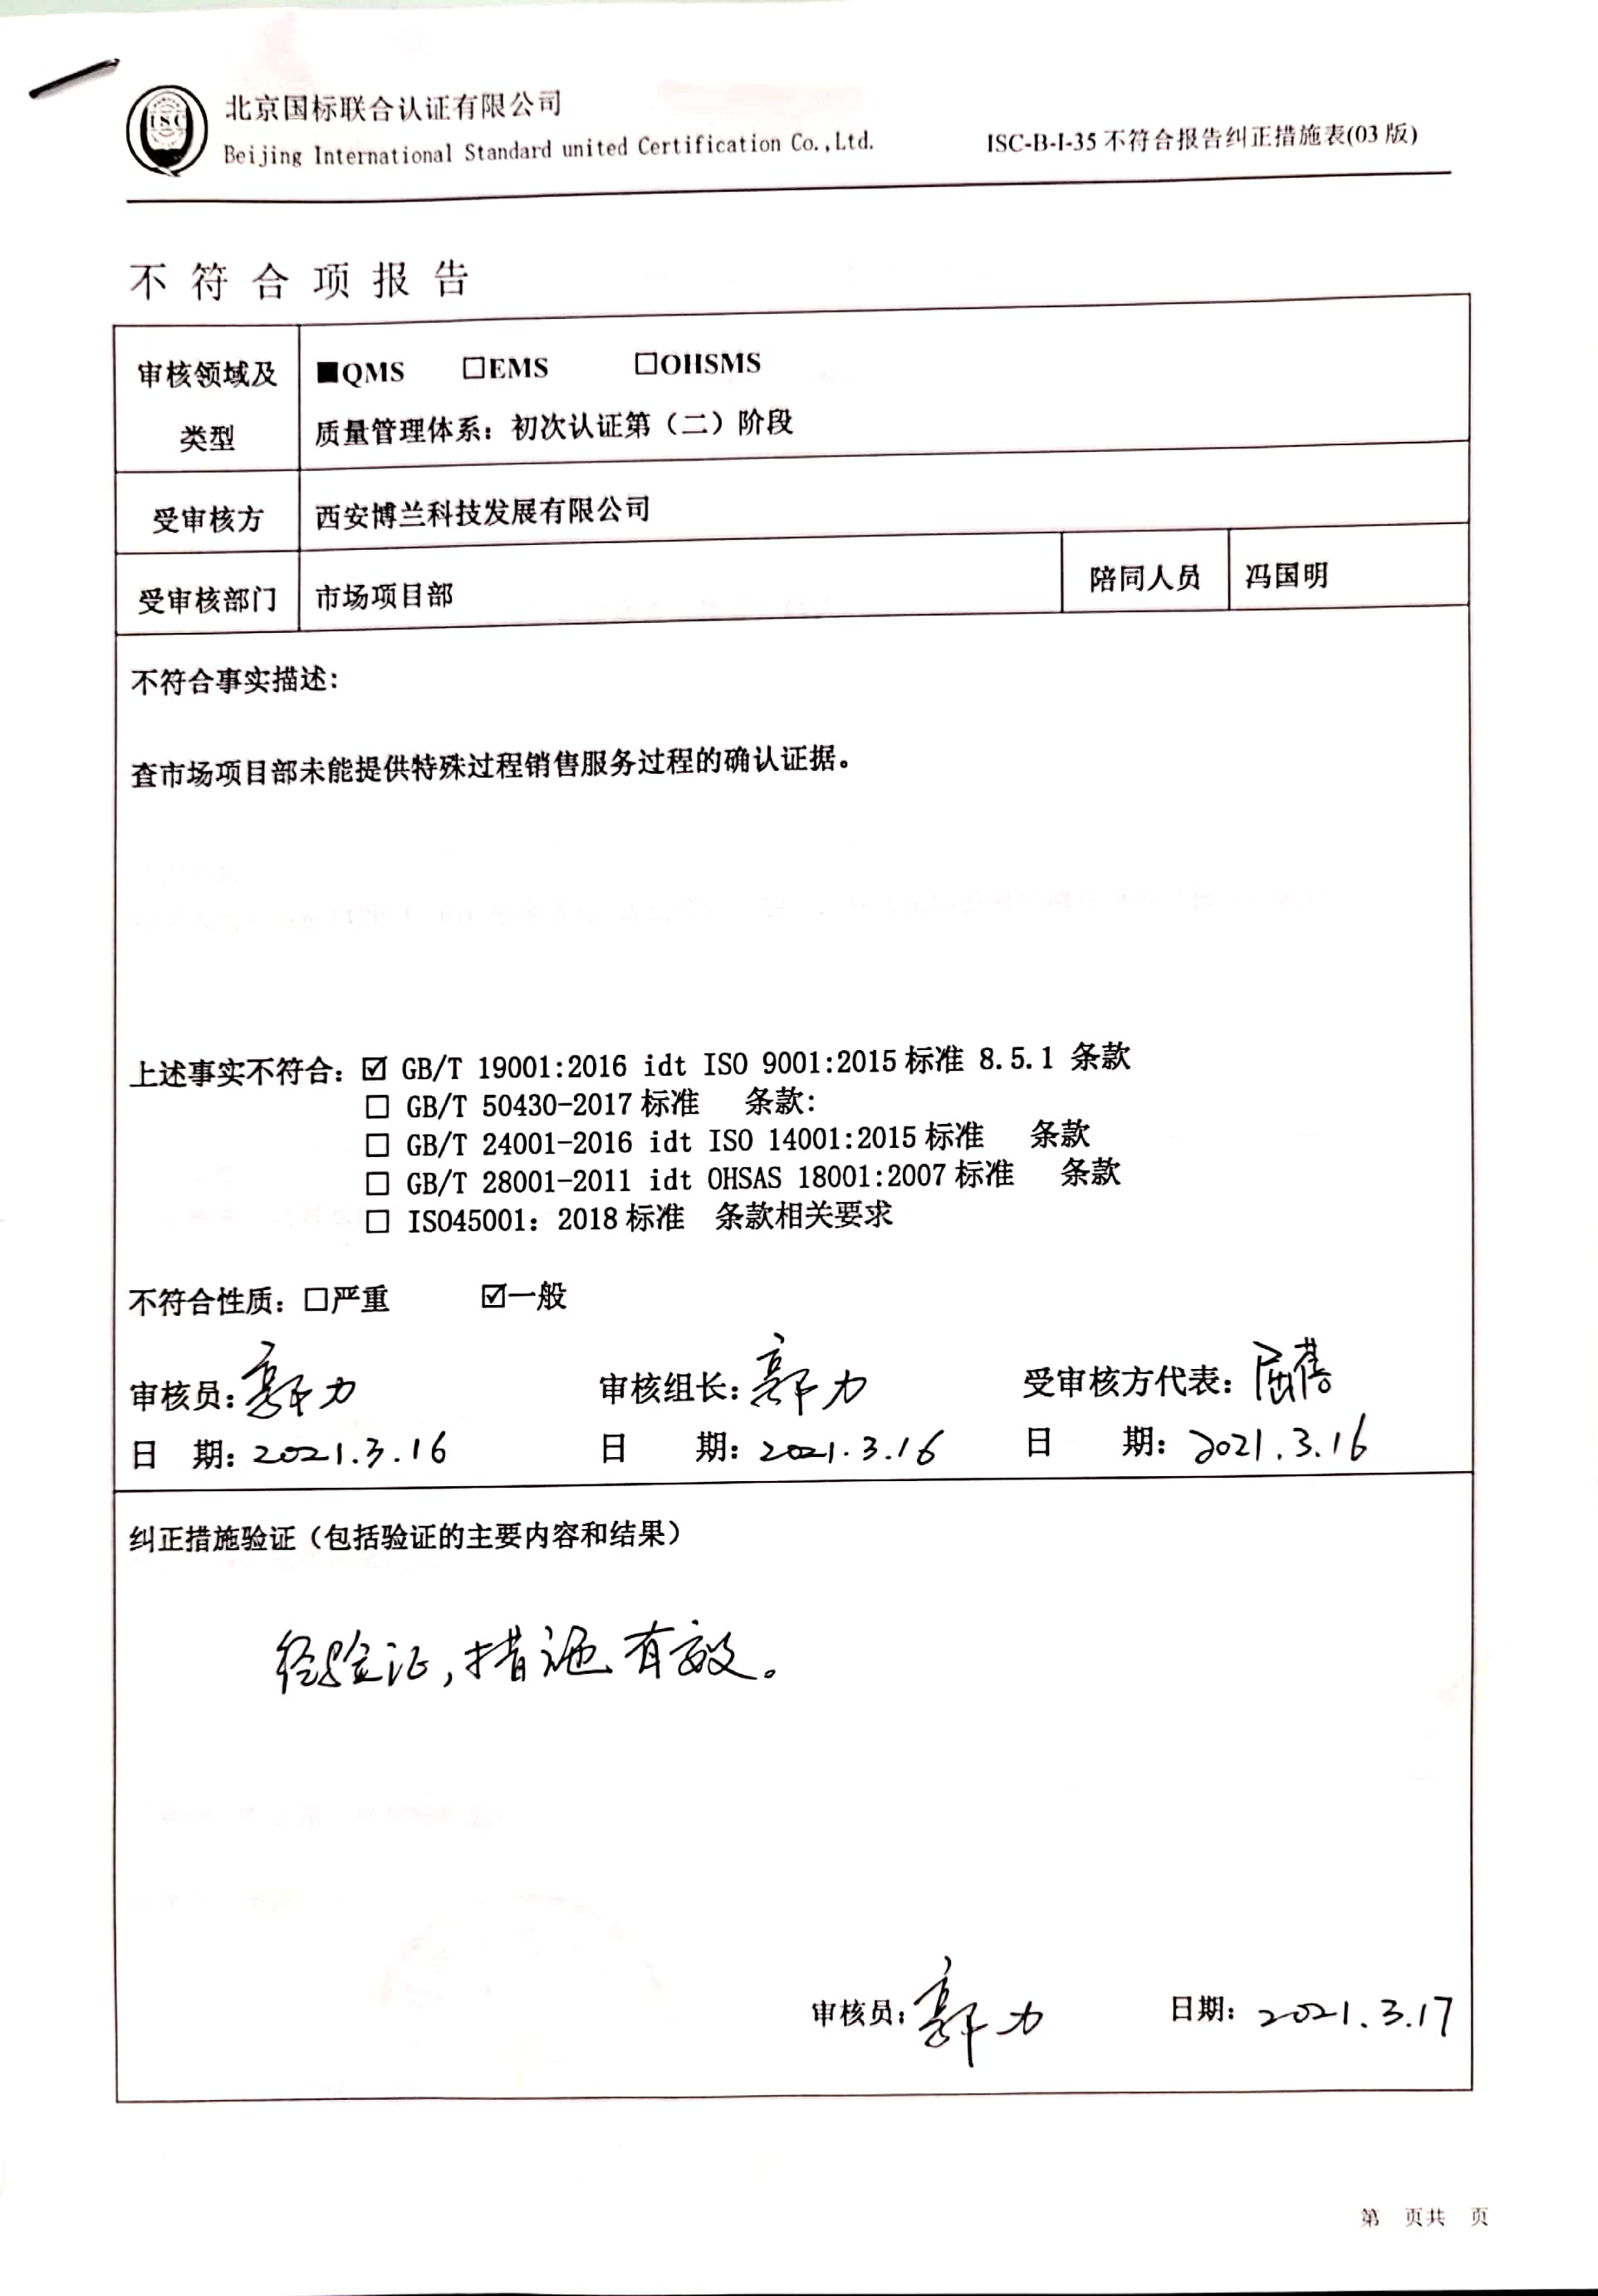 ISC
北京国标联合认证有限公司
Beijing International Standard united Certification Co.,Ltd.
ISC-B-I-35 不符合报告纠正措施表(03 版)
不符合项报告
审核领域及
类型
■QMS □EMS □OHSMS
质量管理体系：初次认证第（二）阶段
受审核方
西安博兰科技发展有限公司
受审核部门
市场项目部
陪同人员
冯国明
不符合事实描述：
查市场项目部未能提供特殊过程销售服务过程的确认证据。
上述事实不符合：☑ GB/T 19001:2016 idt ISO 9001:2015 标准 8.5.1 条款
□ GB/T 50430-2017 标准 条款：
□ GB/T 24001-2016 idt ISO 14001:2015 标准 条款
□ GB/T 28001-2011 idt OHSAS 18001:2007 标准 条款
□ ISO45001：2018 标准 条款相关要求
不符合性质：□严重 ☑一般
审核员：郭力 审核组长：郭力 受审核方代表：屈蓓
日 期：2021.3.16 日 期：2021.3.16 日 期：2021.3.16
纠正措施验证（包括验证的主要内容和结果）
经验证，措施有效。
审核员：郭力 日期：2021.3.17
第 页共 页